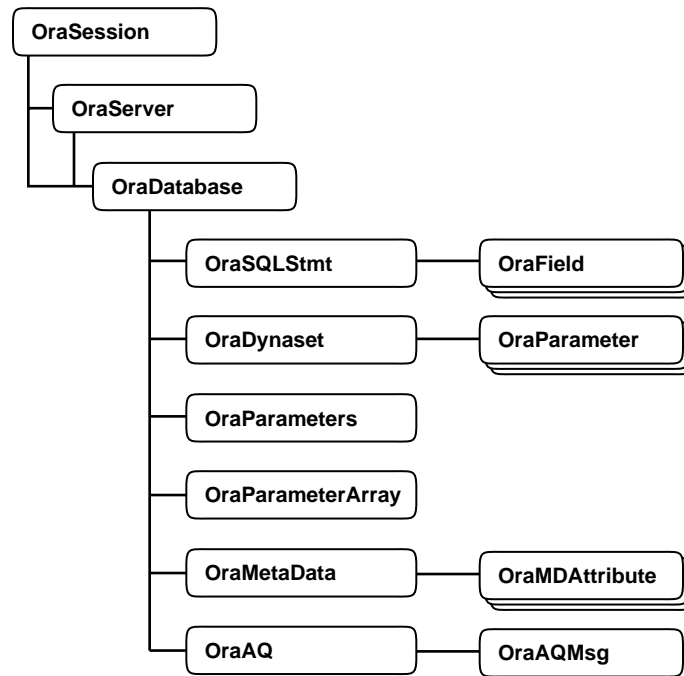 OraSession
OraServer
OraDatabase
OraSQLStmt
OraField
OraDynaset
OraParameter
OraParameters
OraParameterArray
OraMetaData
OraMDAttribute
OraAQ
OraAQMsg